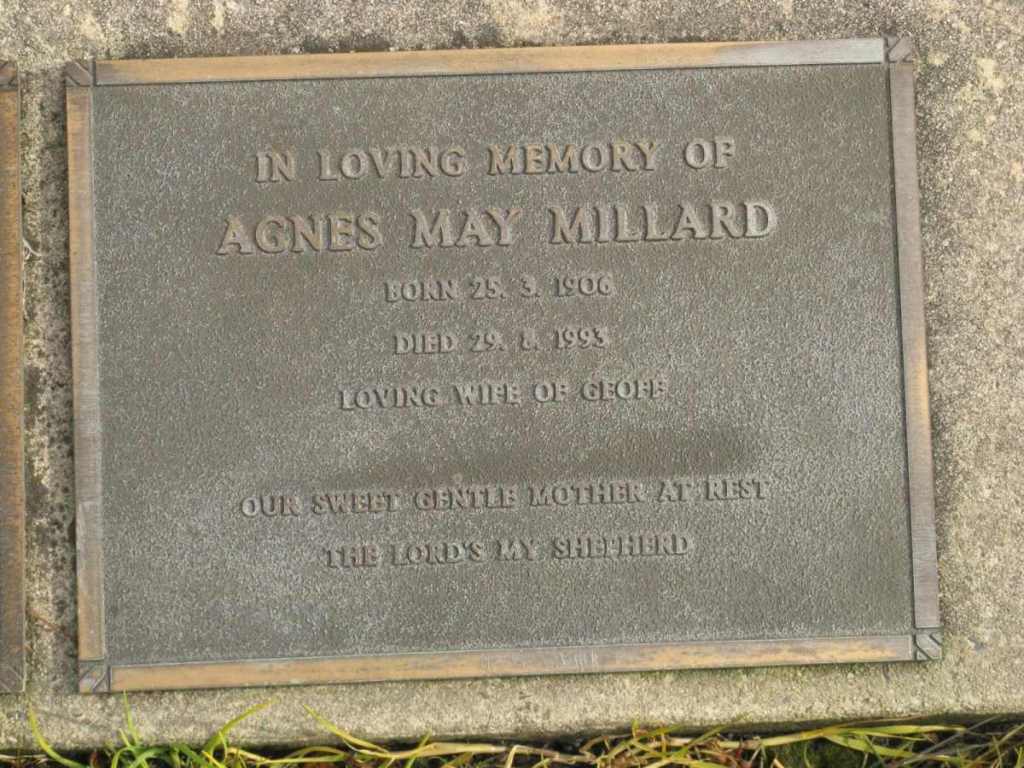 IN LOVING MEMORY OF
AGNES MAY MILLARD
BORN 25. 3. 1906
DIED 29. 8. 1993
LOVING WIFE OF GEOFF
OUR SWEET GENTLE MOTHER AT REST
THE LORD'S MY SHEPHERD